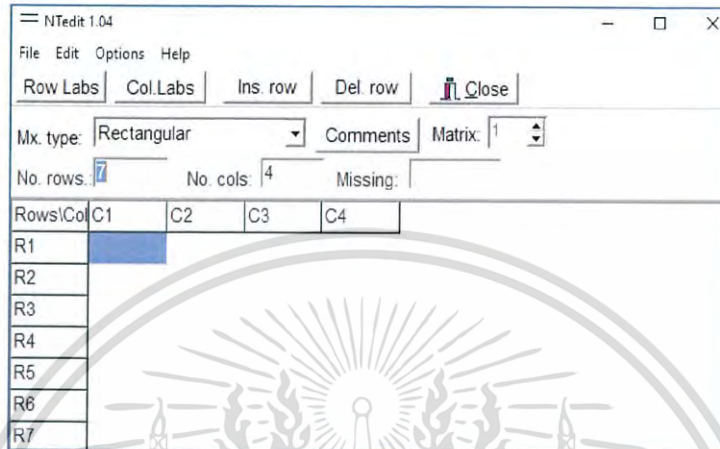 NTedit 1.04
File Edit Options Help
Row Labs Col.Labs Ins. row Del. row Close
Mx. type: Rectangular Comments Matrix: 1
No. rows.: 7 No. cols: 4 Missing:
Rows\Col C1 C2 C3 C4
R1
R2
R3
R4
R5
R6
R7